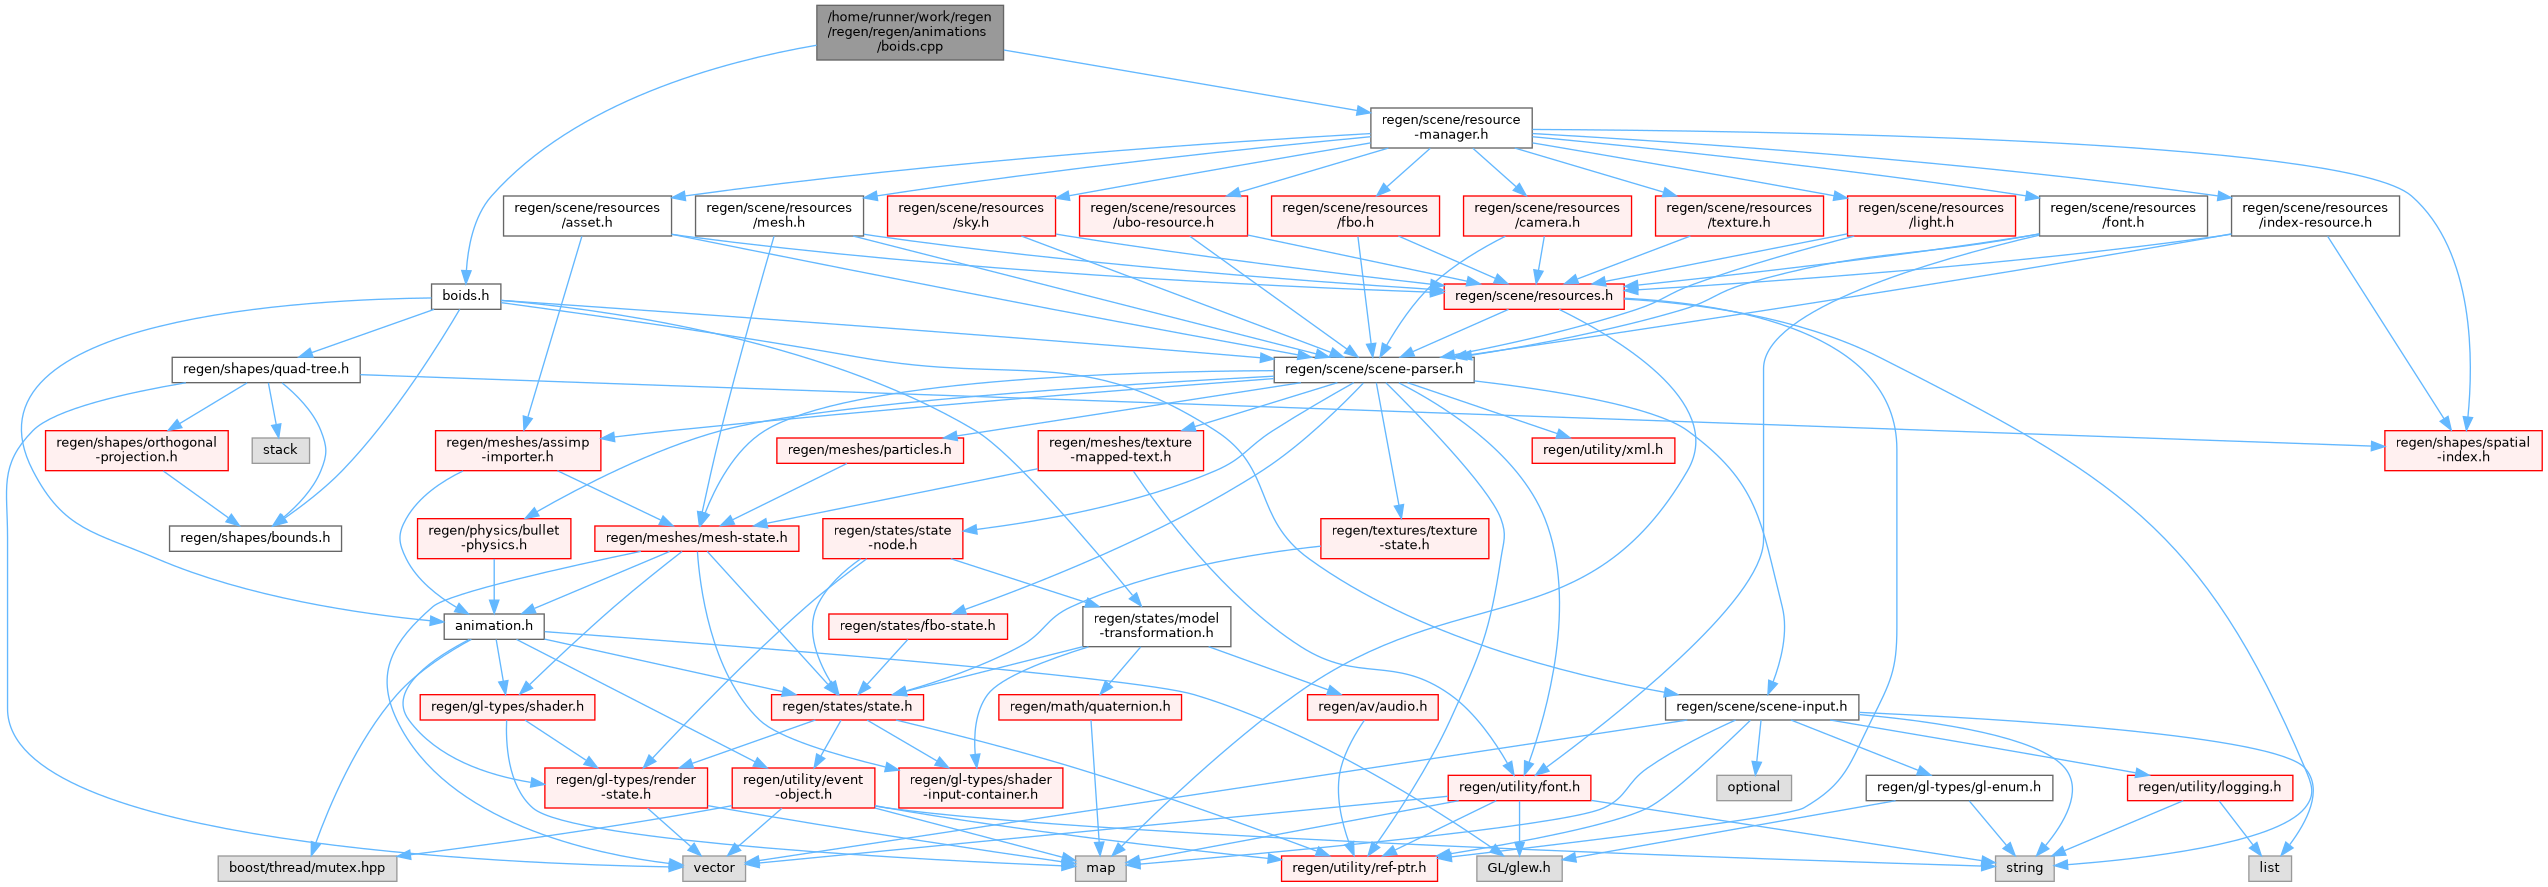 /home/runner/work/regen
/regen/regen/animations
/boids.cpp
regen/scene/resource
-manager.h
regen/scene/resources
/asset.h
regen/scene/resources
/mesh.h
regen/scene/resources
/sky.h
regen/scene/resources
/ubo-resource.h
regen/scene/resources
/fbo.h
regen/scene/resources
/camera.h
regen/scene/resources
/texture.h
regen/scene/resources
/light.h
regen/scene/resources
/font.h
regen/scene/resources
/index-resource.h
boids.h
regen/scene/resources.h
regen/shapes/quad-tree.h
regen/scene/scene-parser.h
regen/shapes/orthogonal
-projection.h
stack
regen/meshes/assimp
-importer.h
regen/meshes/particles.h
regen/meshes/texture
-mapped-text.h
regen/utility/xml.h
regen/shapes/spatial
-index.h
regen/shapes/bounds.h
regen/physics/bullet
-physics.h
regen/meshes/mesh-state.h
regen/states/state
-node.h
regen/textures/texture
-state.h
animation.h
regen/states/fbo-state.h
regen/states/model
-transformation.h
regen/gl-types/shader.h
regen/states/state.h
regen/math/quaternion.h
regen/av/audio.h
regen/scene/scene-input.h
regen/gl-types/render
-state.h
regen/utility/event
-object.h
regen/gl-types/shader
-input-container.h
regen/utility/font.h
optional
regen/gl-types/gl-enum.h
regen/utility/logging.h
boost/thread/mutex.hpp
vector
map
regen/utility/ref-ptr.h
GL/glew.h
string
list